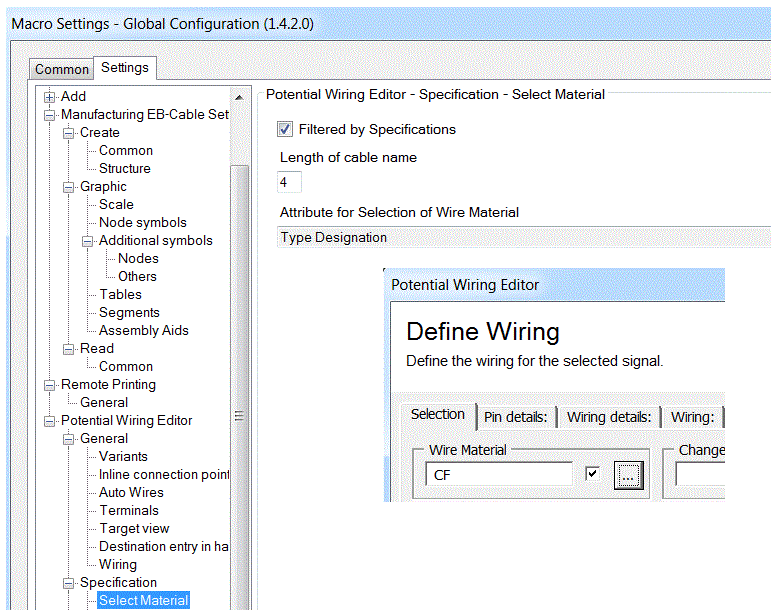 Macro Settings - Global Configuration (1.4.2.0)
Common
Settings
Add
Manufacturing EB-Cable Set
Create
Common
Structure
Graphic
Scale
Node symbols
Additional symbols
Nodes
Others
Tables
Segments
Assembly Aids
Read
Common
Remote Printing
General
Potential Wiring Editor
General
Variants
Inline connection point
Auto Wires
Terminals
Target view
Destination entry in ha
Wiring
Specification
Select Material
Potential Wiring Editor - Specification - Select Material
Filtered by Specifications
Length of cable name
4
Attribute for Selection of Wire Material
Type Designation
Potential Wiring Editor
Define Wiring
Define the wiring for the selected signal.
Selection
Pin details:
Wiring details:
Wiring:
Wire Material
CF
...
Change